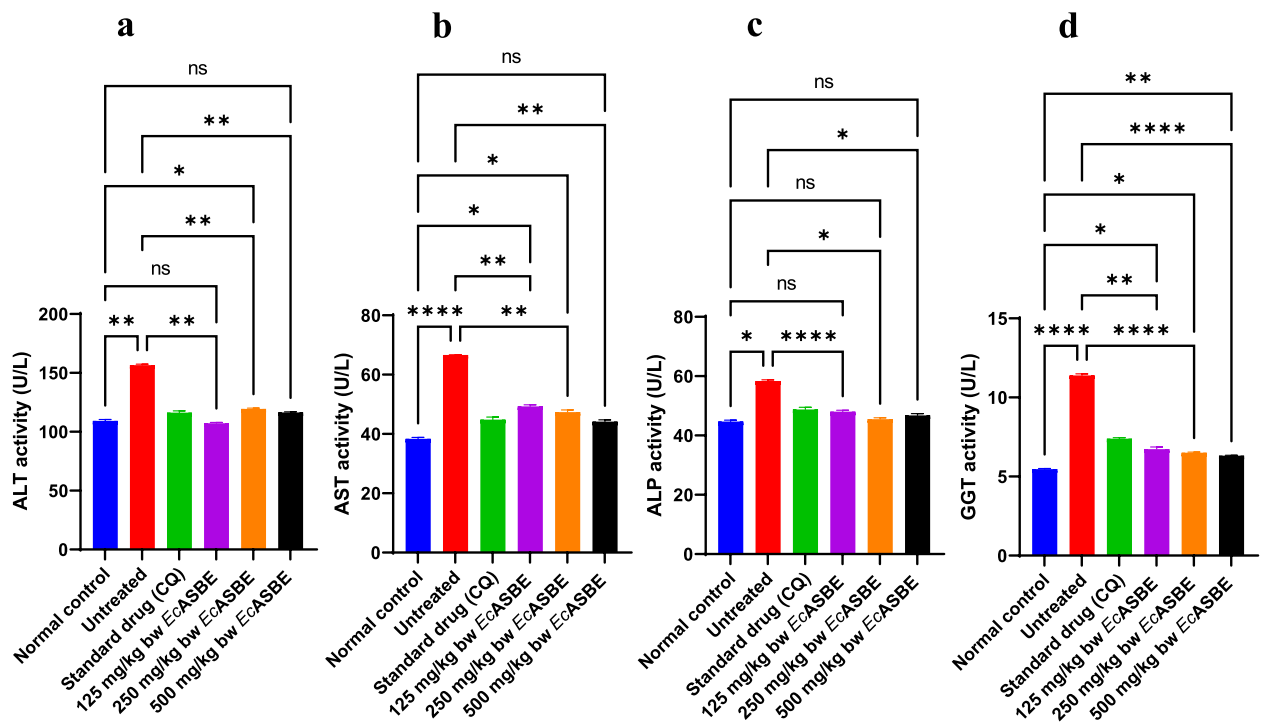 a
ns
**
*
**
ns
** **
ALT activity (U/L)
200
150
100
50
0
Normal control
Untreated
Standard drug (CQ)
125 mg/kg bw EcASBE
250 mg/kg bw EcASBE
500 mg/kg bw EcASBE
b
ns
**
*
*
**
**** **
AST activity (U/L)
80
60
40
20
0
Normal control
Untreated
Standard drug (CQ)
125 mg/kg bw EcASBE
250 mg/kg bw EcASBE
500 mg/kg bw EcASBE
c
ns
*
ns
*
ns
* ****
ALP activity (U/L)
80
60
40
20
0
Normal control
Untreated
Standard drug (CQ)
125 mg/kg bw EcASBE
250 mg/kg bw EcASBE
500 mg/kg bw EcASBE
d
**
****
*
*
**
**** ****
GGT activity (U/L)
15
10
5
0
Normal control
Untreated
Standard drug (CQ)
125 mg/kg bw EcASBE
250 mg/kg bw EcASBE
500 mg/kg bw EcASBE